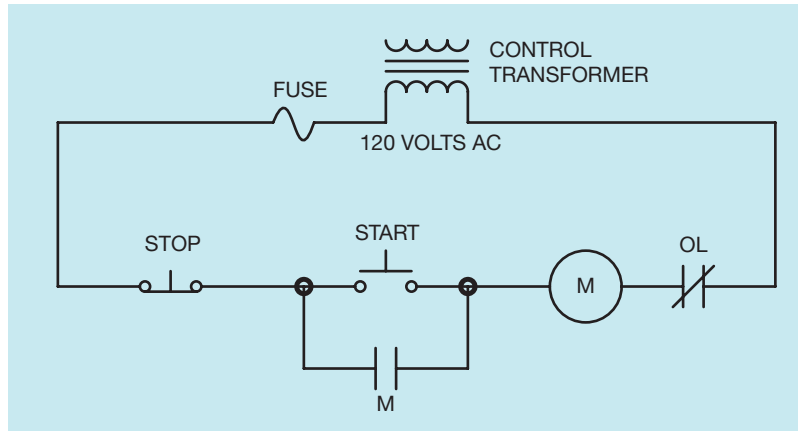 CONTROL
TRANSFORMER
FUSE
120 VOLTS AC
STOP
START
OL
M
M